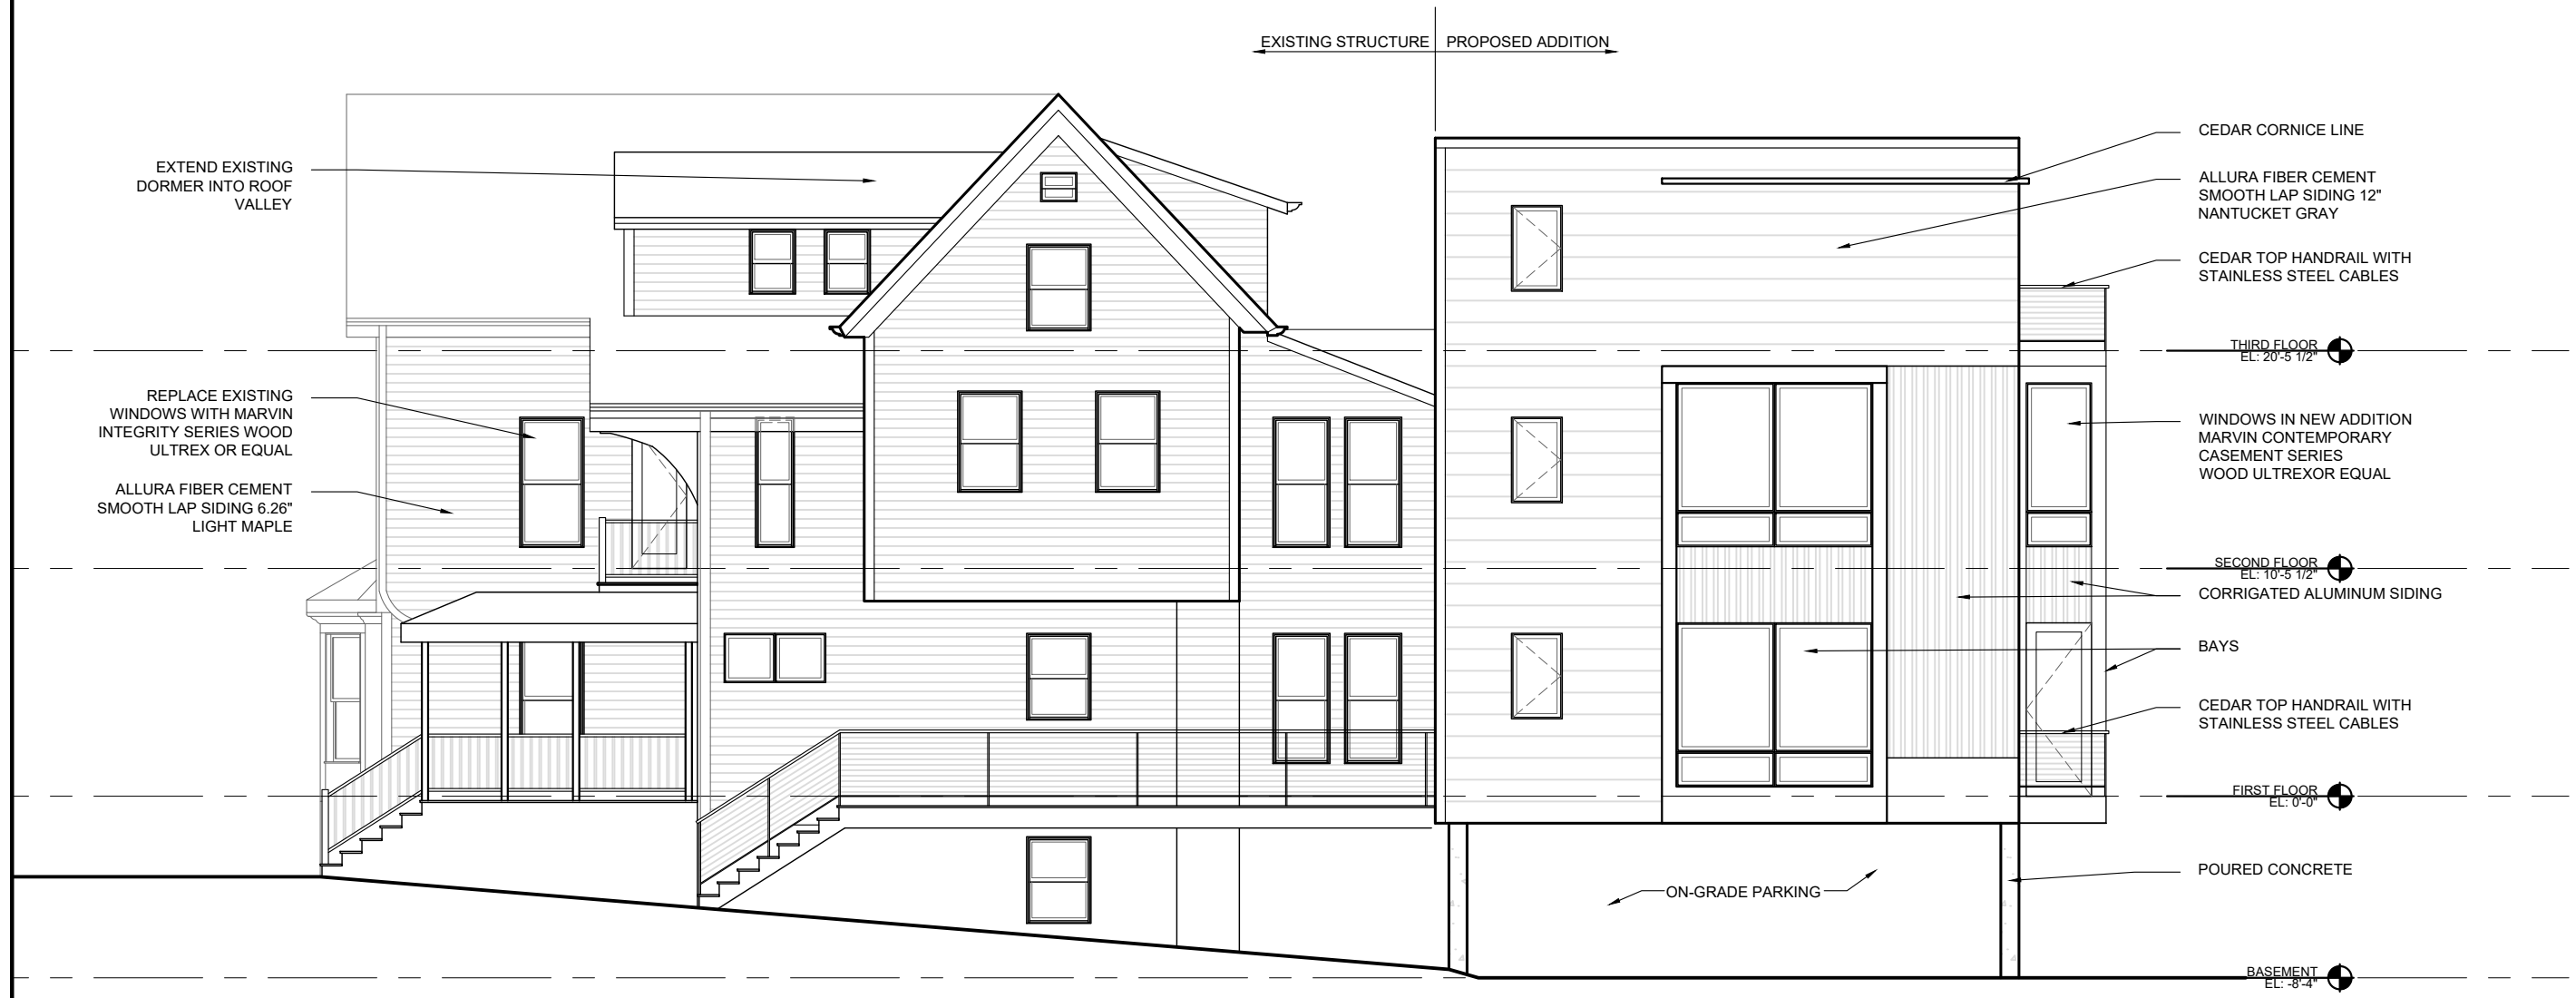 EXISTING STRUCTURE
PROPOSED ADDITION
EXTEND EXISTING
DORMER INTO ROOF
VALLEY
REPLACE EXISTING
WINDOWS WITH MARVIN
INTEGRITY SERIES WOOD
ULTREX OR EQUAL
ALLURA FIBER CEMENT
SMOOTH LAP SIDING 6.26"
LIGHT MAPLE
CEDAR CORNICE LINE
ALLURA FIBER CEMENT
SMOOTH LAP SIDING 12"
NANTUCKET GRAY
CEDAR TOP HANDRAIL WITH
STAINLESS STEEL CABLES
THIRD FLOOR
EL: 20'-5 1/2"
WINDOWS IN NEW ADDITION
MARVIN CONTEMPORARY
CASEMENT SERIES
WOOD ULTREXOR EQUAL
SECOND FLOOR
EL: 10'-5 1/2"
CORRIGATED ALUMINUM SIDING
BAYS
CEDAR TOP HANDRAIL WITH
STAINLESS STEEL CABLES
FIRST FLOOR
EL: 0'-0"
POURED CONCRETE
ON-GRADE PARKING
BASEMENT
EL: -8'-4"